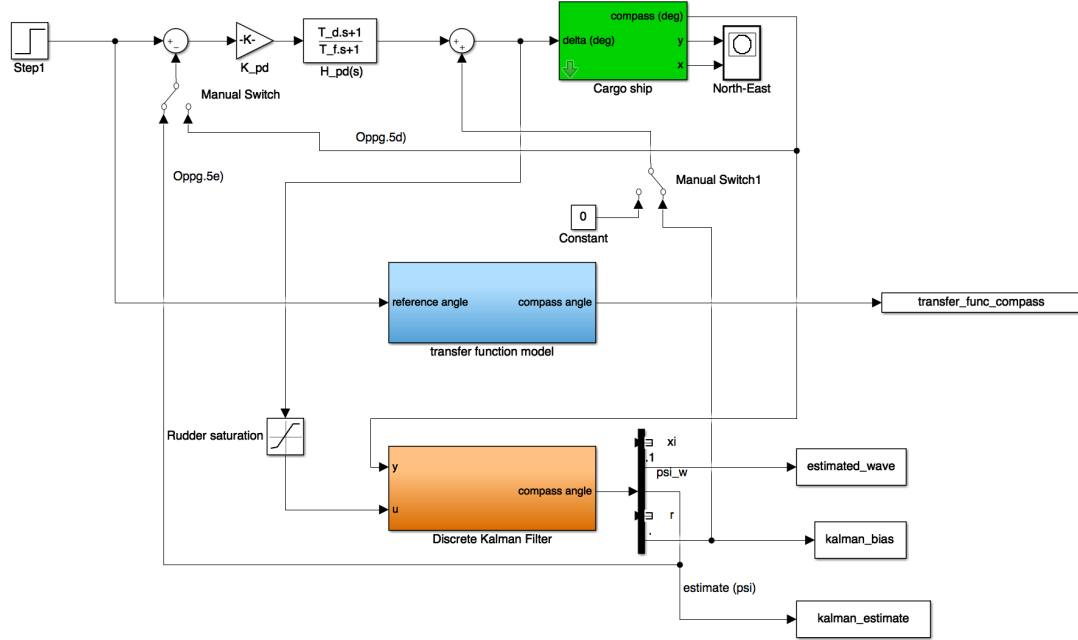 Step1
+
−
-K-
K_pd
T_d.s+1
T_f.s+1
H_pd(s)
+
+
compass (deg)
delta (deg)
y
x
Cargo ship
North-East
Manual Switch
Oppg.5d)
Oppg.5e)
Manual Switch1
0
Constant
reference angle
compass angle
transfer function model
transfer_func_compass
Rudder saturation
y
u
compass angle
Discrete Kalman Filter
xi
.1
psi_w
r
.
estimated_wave
kalman_bias
estimate (psi)
kalman_estimate